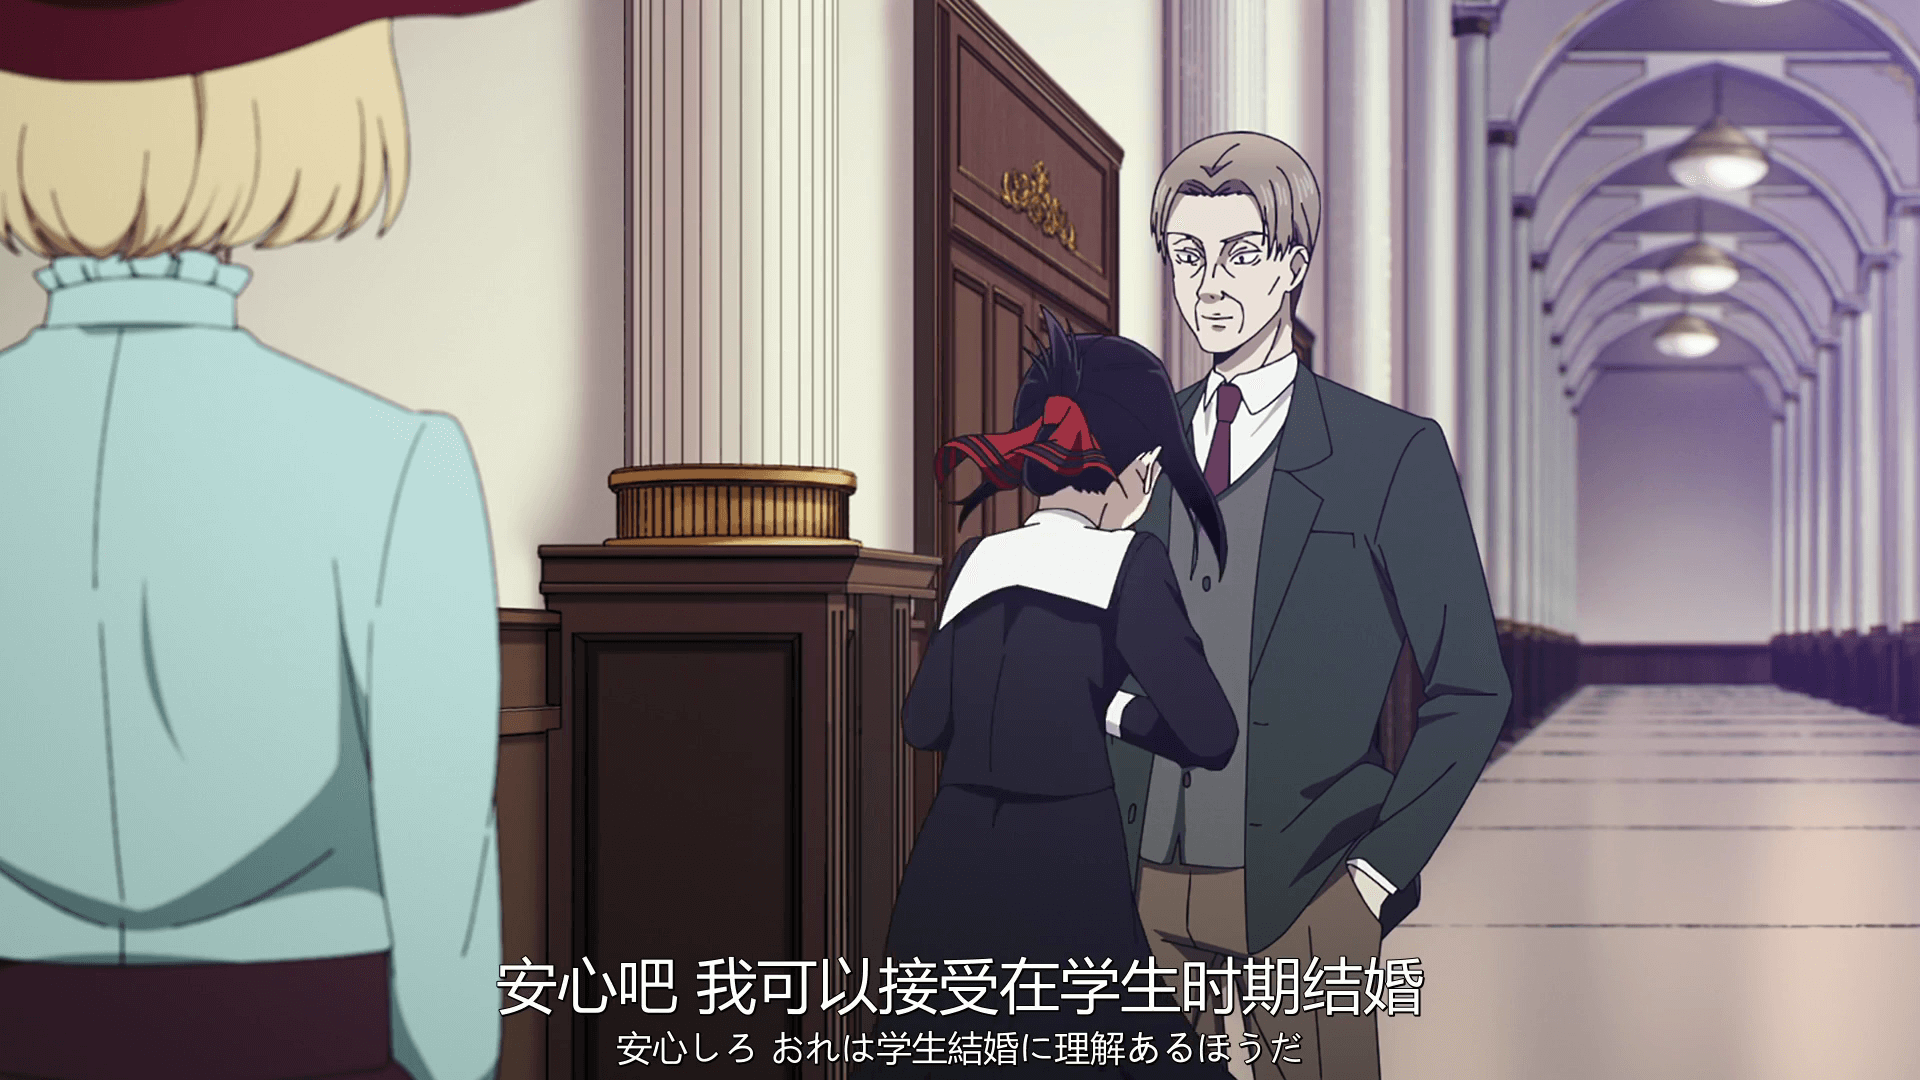 安心吧 我可以接受在学生时期结婚
安心しろ おれは学生結婚に理解あるほうだ